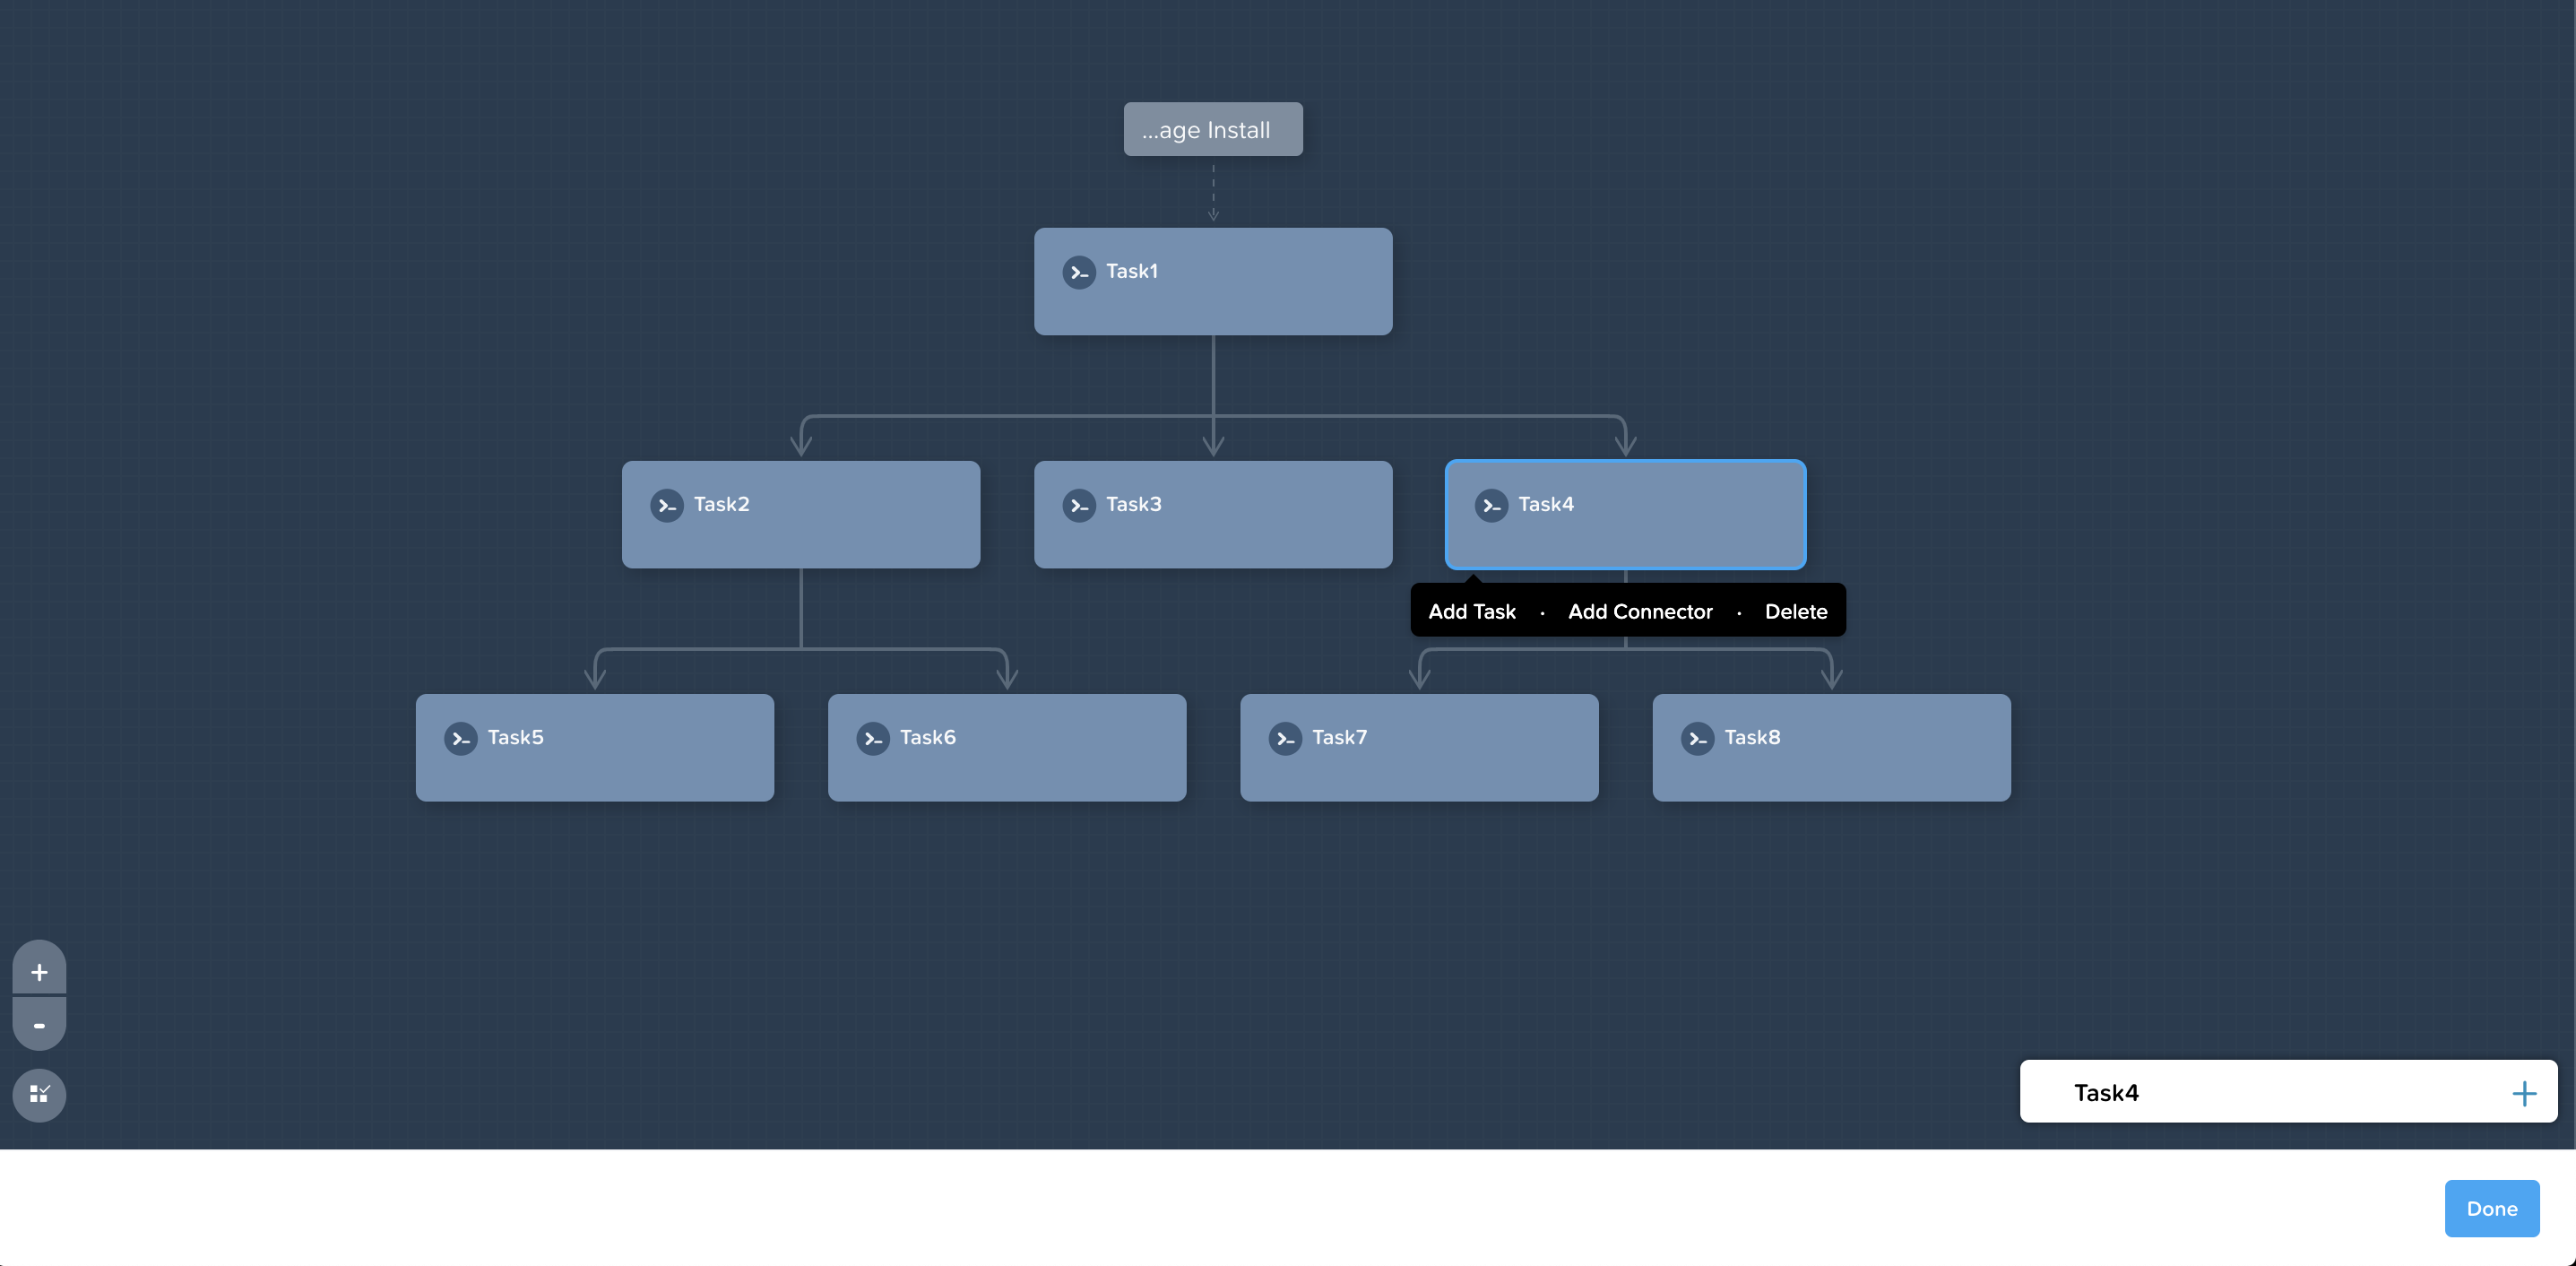 ...age Install
Task1
Task2
Task3
Task4
Add Task · Add Connector · Delete
Task5
Task6
Task7
Task8
+
-
Task4
Done